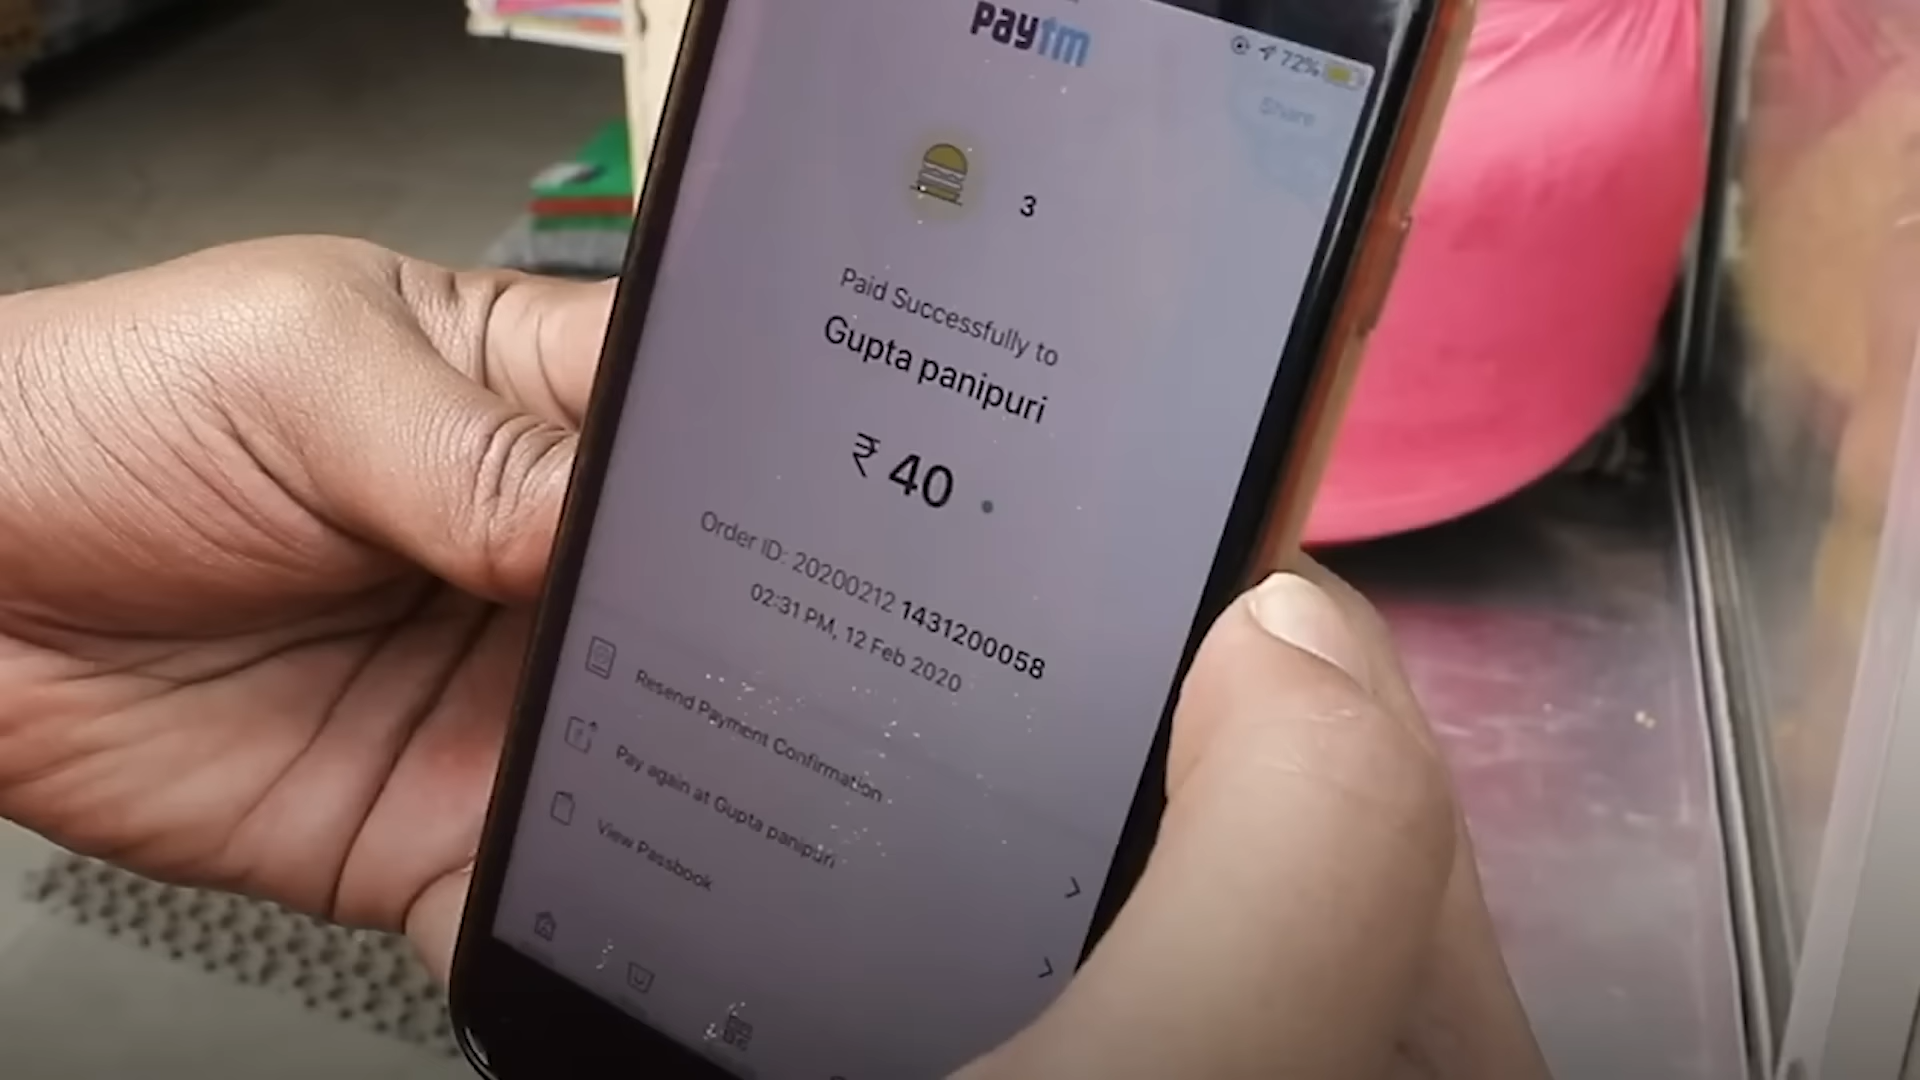 paytm
72%
Share
3
Paid Successfully to
Gupta panipuri
₹ 40
Order ID: 20200212 1431200058
02:31 PM, 12 Feb 2020
Resend Payment Confirmation
Pay again at Gupta panipuri
View Passbook